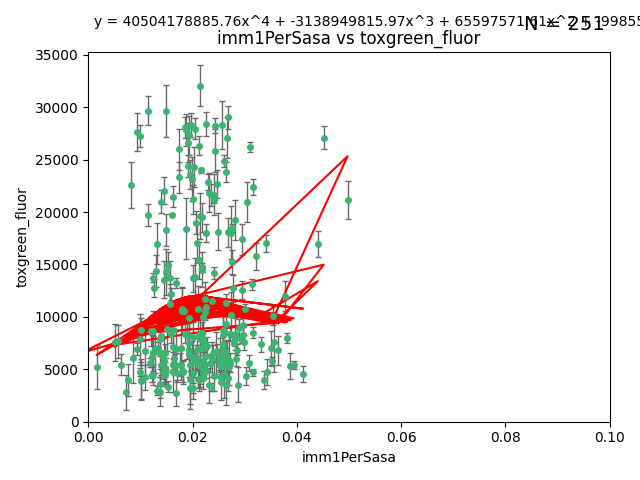 y = 40504178885.76x^4 + -3138949815.97x^3 + 65597571
N = 251
imm1PerSasa vs toxgreen_fluor
35000
30000
25000
20000
15000
10000
5000
0
toxgreen_fluor
0.00 0.02 0.04 0.06 0.08 0.10
imm1PerSasa